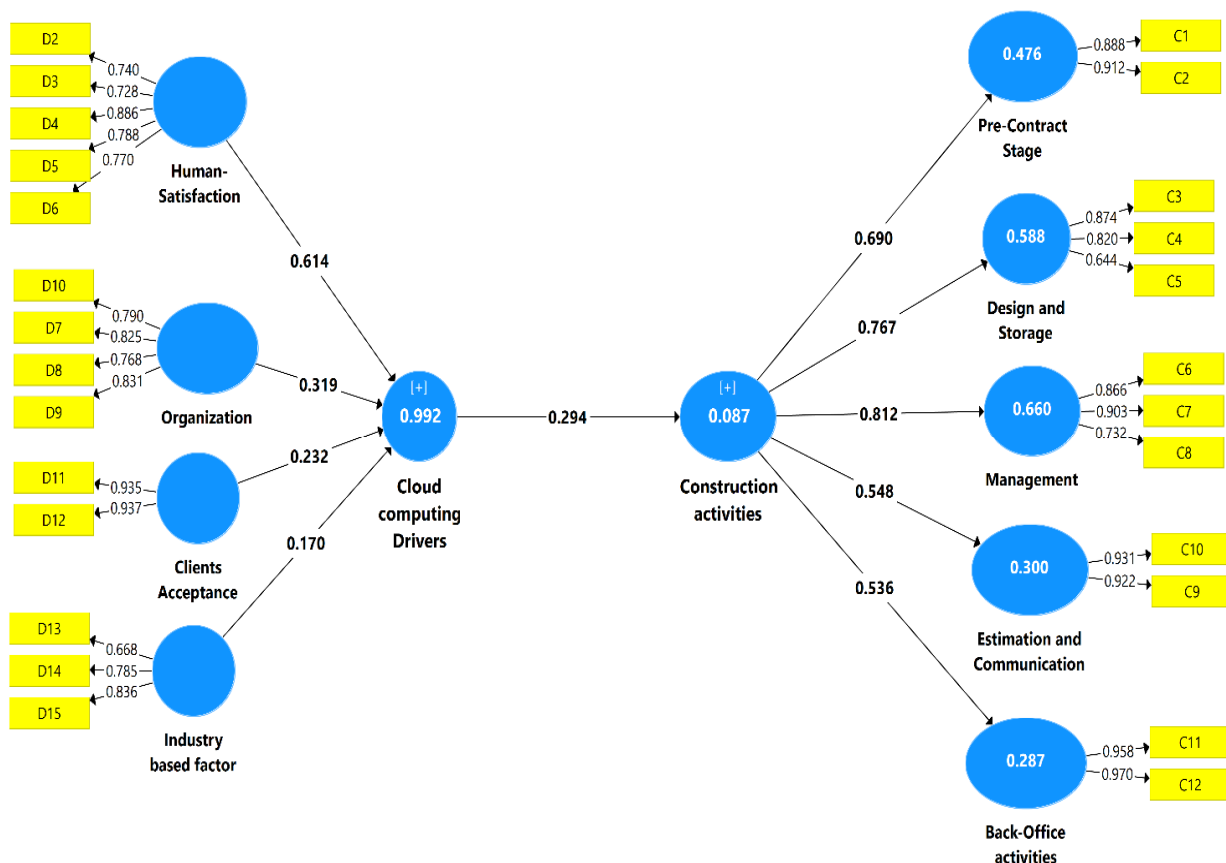 D2
D3
D4
D5
D6
0.740
0.728
0.886
0.788
0.770
Human-
Satisfaction
0.614
D10
D7
D8
D9
0.790
0.825
0.768
0.831
Organization
0.319
D11
D12
0.935
0.937
Clients
Acceptance
0.232
D13
D14
D15
0.668
0.785
0.836
Industry
based factor
0.170
[+]
0.992
Cloud
computing
Drivers
0.294
[+]
0.087
Construction
activities
0.690
0.476
Pre-Contract
Stage
0.888
0.912
C1
C2
0.767
0.588
Design and
Storage
0.874
0.820
0.644
C3
C4
C5
0.812
0.660
Management
0.866
0.903
0.732
C6
C7
C8
0.548
0.300
Estimation and
Communication
0.931
0.922
C10
C9
0.536
0.287
Back-Office
activities
0.958
0.970
C11
C12